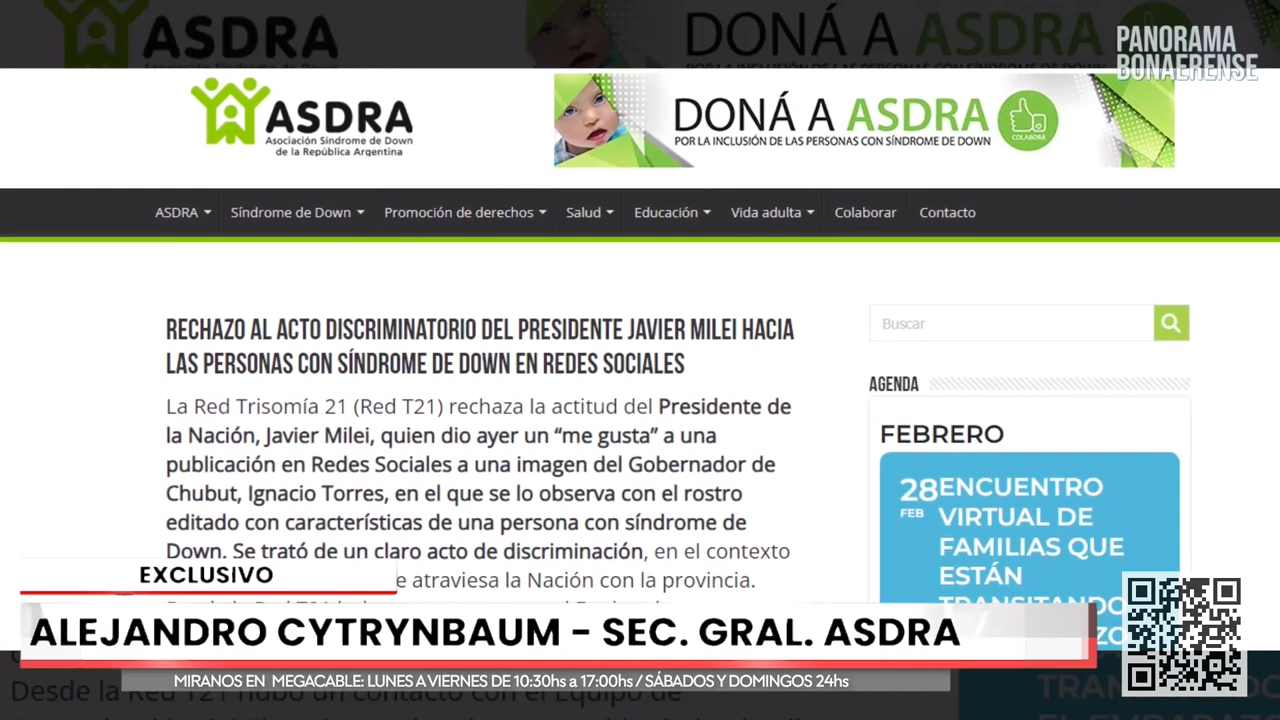 ASDRA
DONÁ A ASDRA
PANORAMA
BONAERENSE
ASDRA
Asociación Síndrome de Down
de la República Argentina
DONÁ A ASDRA
POR LA INCLUSIÓN DE LAS PERSONAS CON SÍNDROME DE DOWN
COLABORÁ
ASDRA Síndrome de Down Promoción de derechos Salud Educación Vida adulta Colaborar Contacto
RECHAZO AL ACTO DISCRIMINATORIO DEL PRESIDENTE JAVIER MILEI HACIA
LAS PERSONAS CON SÍNDROME DE DOWN EN REDES SOCIALES
La Red Trisomía 21 (Red T21) rechaza la actitud del Presidente de
la Nación, Javier Milei, quien dio ayer un “me gusta” a una
publicación en Redes Sociales a una imagen del Gobernador de
Chubut, Ignacio Torres, en el que se lo observa con el rostro
editado con características de una persona con síndrome de
Down. Se trató de un claro acto de discriminación, en el contexto
e atraviesa la Nación con la provincia.
Buscar
AGENDA
FEBRERO
28
FEB
ENCUENTRO
VIRTUAL DE
FAMILIAS QUE
ESTÁN
TRANSITANDO
EXCLUSIVO
ALEJANDRO CYTRYNBAUM - SEC. GRAL. ASDRA
MIRANOS EN MEGACABLE: LUNES A VIERNES DE 10:30hs a 17:00hs / SÁBADOS Y DOMINGOS 24hs